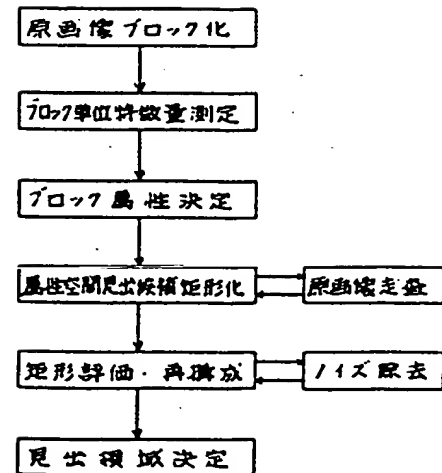 原画像ブロック化
ブロック単位特徴量測定
ブロック属性決定
属性空間見出候補矩形化
原画像走査
矩形評価・再構成
ノイズ除去
見出領域決定